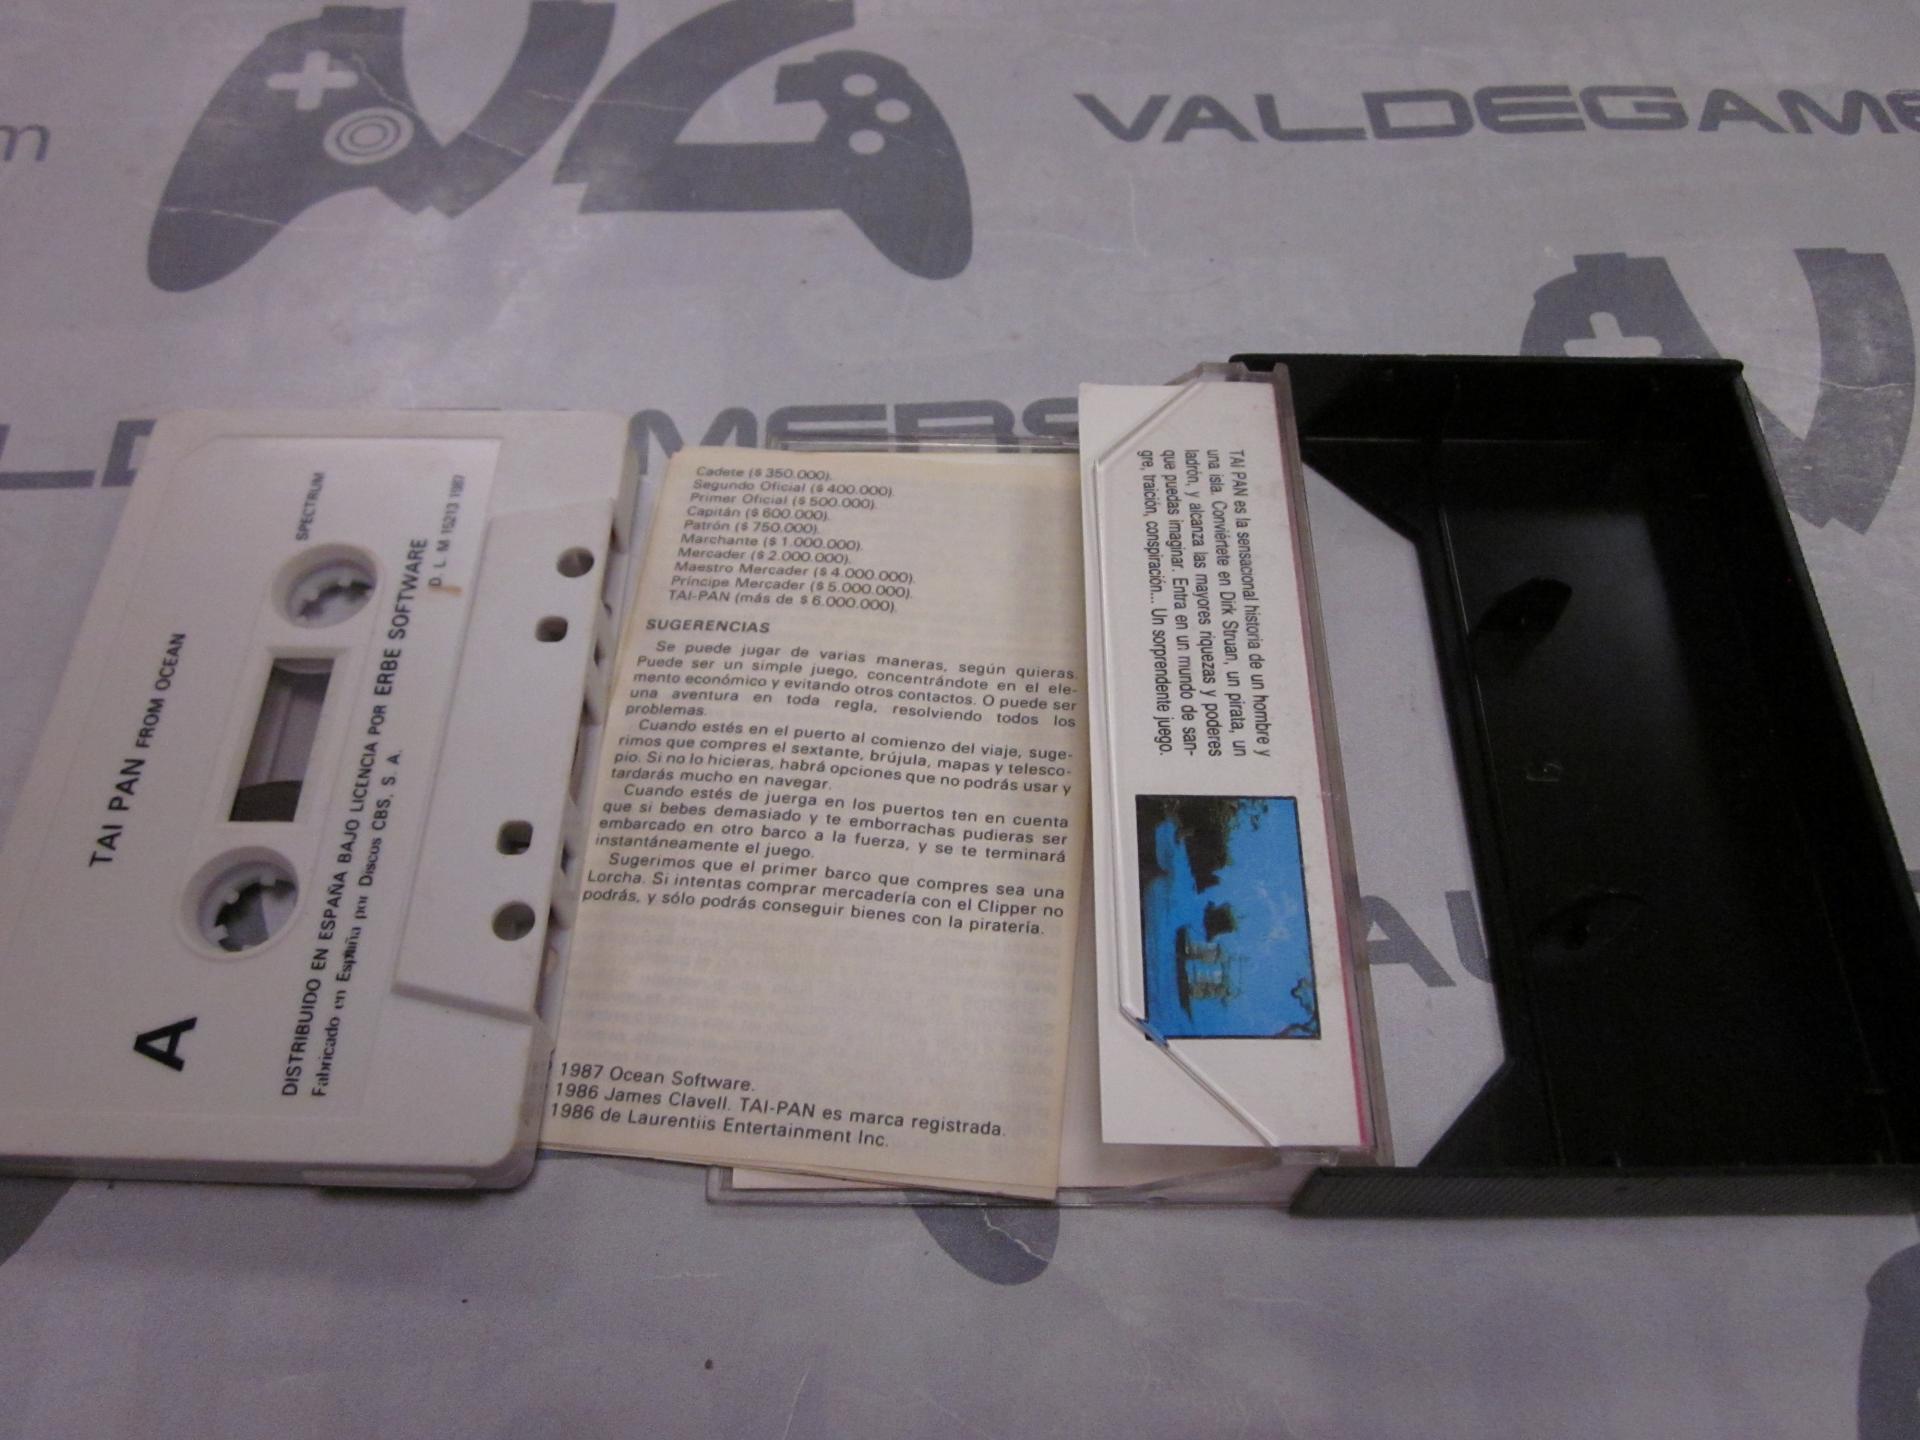 m
VALDEGAME
TAI PAN FROM OCEAN
SPECTRUM
A
DISTRIBUIDO EN ESPAÑA BAJO LICENCIA POR ERBE SOFTWARE
Fabricado en España por Discos CBS, S. A.
D. L. M 15213 1987
Cadete ($ 350.000).
Segundo Oficial ($ 400.000).
Primer Oficial ($ 500.000).
Capitán ($ 600.000).
Patrón ($ 750.000).
Marchante ($ 1.000.000).
Mercader ($ 2.000.000).
Maestro Mercader ($ 4.000.000).
Príncipe Mercader ($ 5.000.000).
TAI-PAN (más de $ 6.000.000).
SUGERENCIAS
Se puede jugar de varias maneras, según quieras.
Puede ser un simple juego, concentrándote en el ele-
mento económico y evitando otros contactos. O puede ser
una aventura en toda regla, resolviendo todos los
problemas.
Cuando estés en el puerto al comienzo del viaje, suge-
rimos que compres el sextante, brújula, mapas y telesco-
pio. Si no lo hicieras, habrá opciones que no podrás usar y
tardarás mucho en navegar.
Cuando estés de juerga en los puertos ten en cuenta
que si bebes demasiado y te emborrachas pudieras ser
embarcado en otro barco a la fuerza, y se te terminará
instantáneamente el juego.
Sugerimos que el primer barco que compres sea una
Lorcha. Si intentas comprar mercadería con el Clipper no
podrás, y sólo podrás conseguir bienes con la piratería.
1987 Ocean Software.
1986 James Clavell. TAI-PAN es marca registrada.
1986 de Laurentiis Entertainment Inc.
TAI PAN es la sensacional historia de un hombre y
una isla. Conviértete en Dirk Struan, un pirata, un
ladrón, y alcanza las mayores riquezas y poderes
que puedas imaginar. Entra en un mundo de san-
gre, traición, conspiración... Un sorprendente juego.